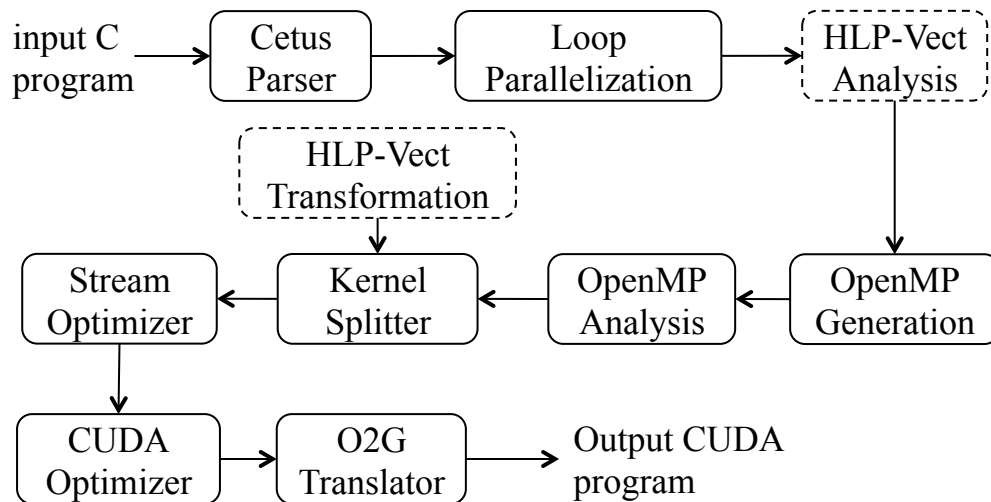 input C
program
Cetus
Parser
Loop
Parallelization
HLP-Vect
Analysis
HLP-Vect
Transformation
Stream
Optimizer
Kernel
Splitter
OpenMP
Analysis
OpenMP
Generation
CUDA
Optimizer
O2G
Translator
Output CUDA
program